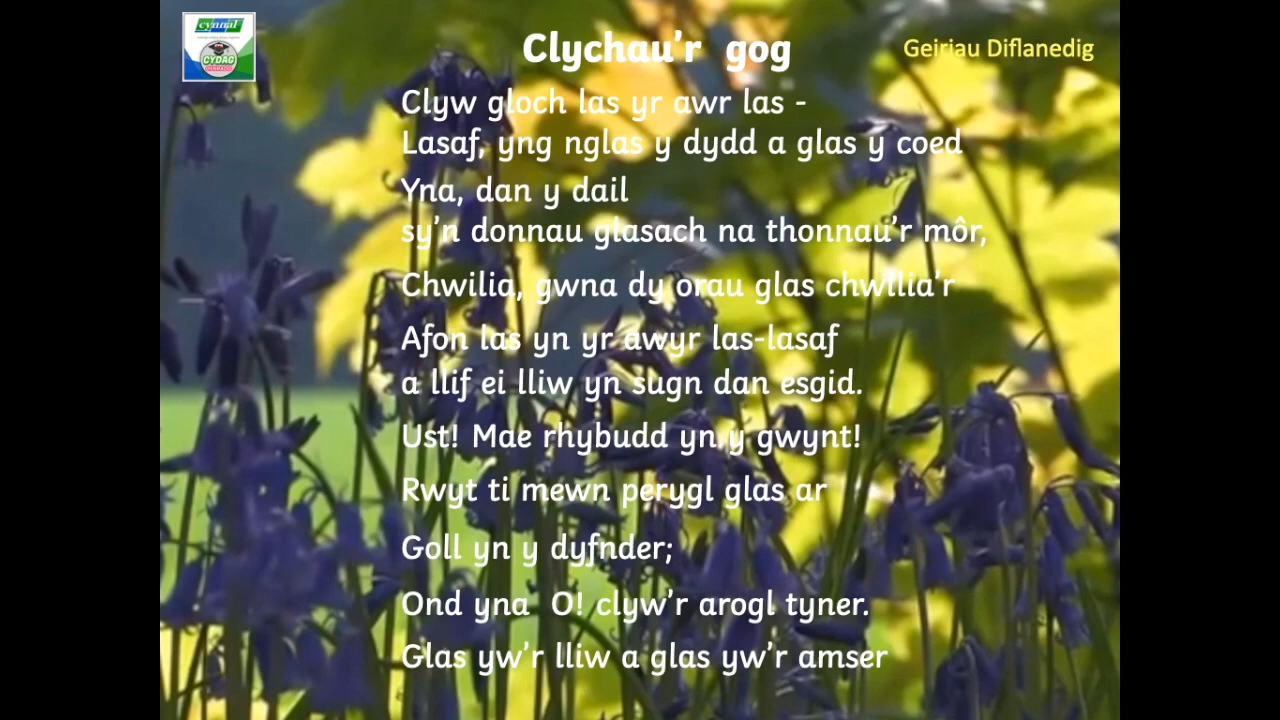 cynnal
CYDAG
Clychau'r gog
Geiriau Diflanedig
Clyw gloch las yr awr las -
Lasaf, yng nglas y dydd a glas y coed
Yna, dan y dail
sy'n donnau glasach na thonnau'r môr,
Chwilia, gwna dy orau glas chwilia'r
Afon las yn yr awyr las-lasaf
a llif ei lliw yn sugn dan esgid.
Ust! Mae rhybudd yn y gwynt!
Rwyt ti mewn perygl glas ar
Goll yn y dyfnder;
Ond yna O! clyw'r arogl tyner.
Glas yw'r lliw a glas yw'r amser